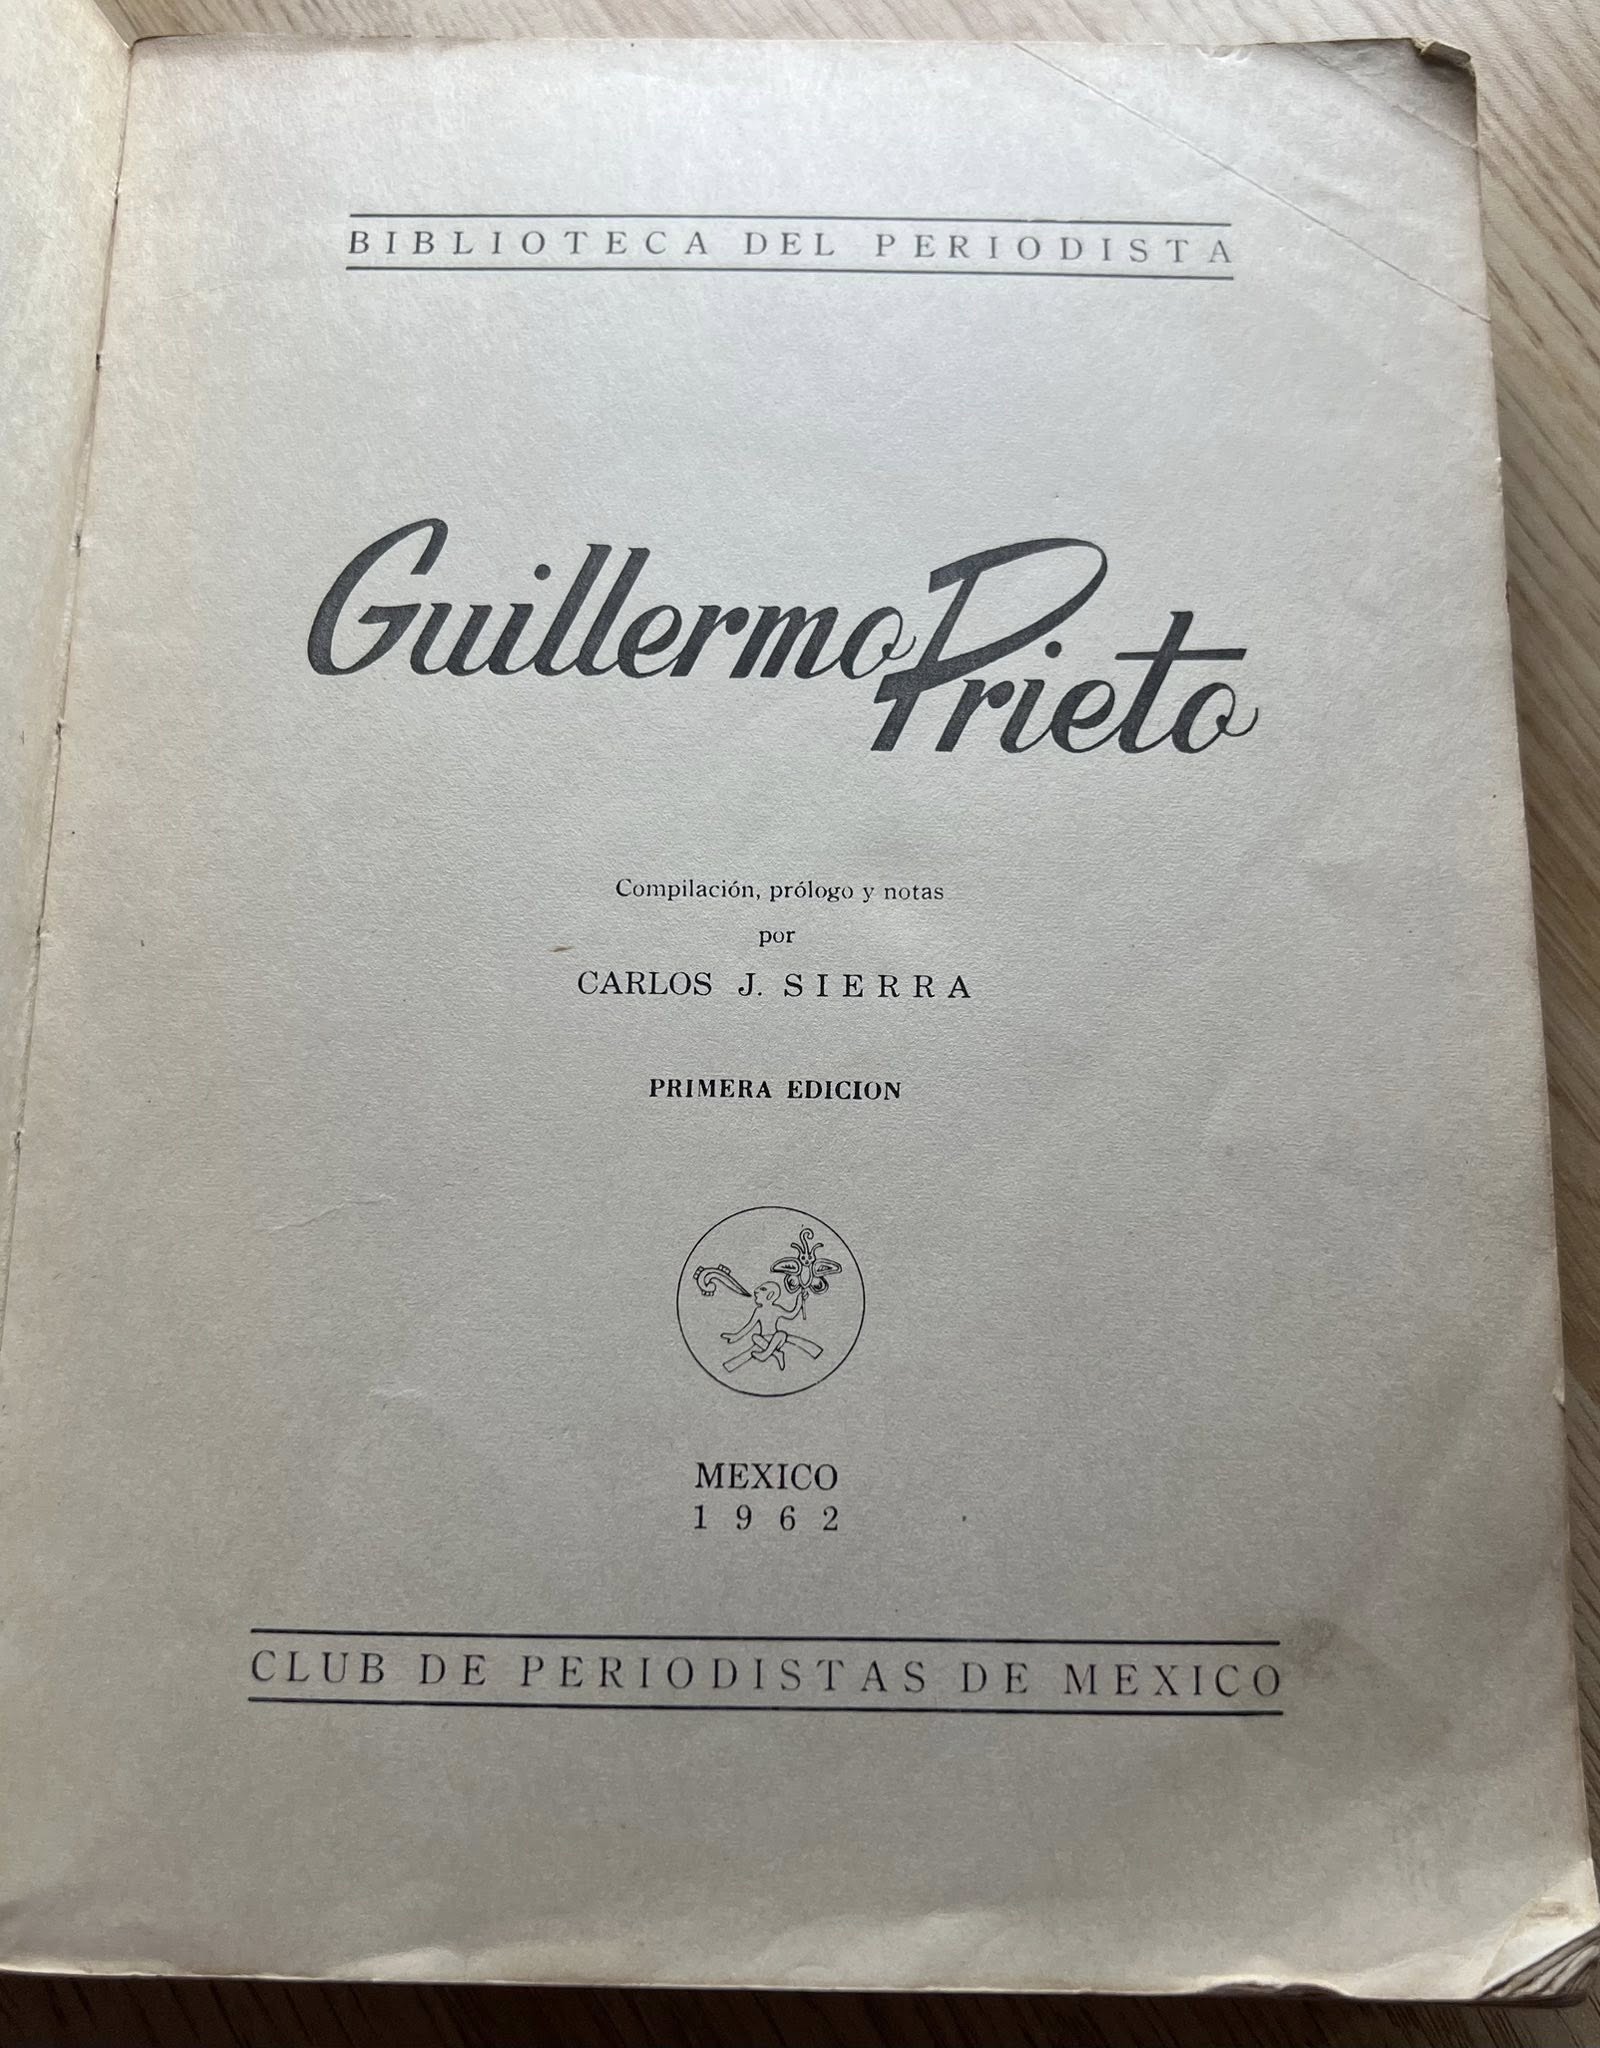 BIBLIOTECA DEL PERIODISTA
Guillermo
Prieto
Compilación, prólogo y notas
por
CARLOS J. SIERRA
PRIMERA EDICION
MEXICO
1962
CLUB DE PERIODISTAS DE MEXICO